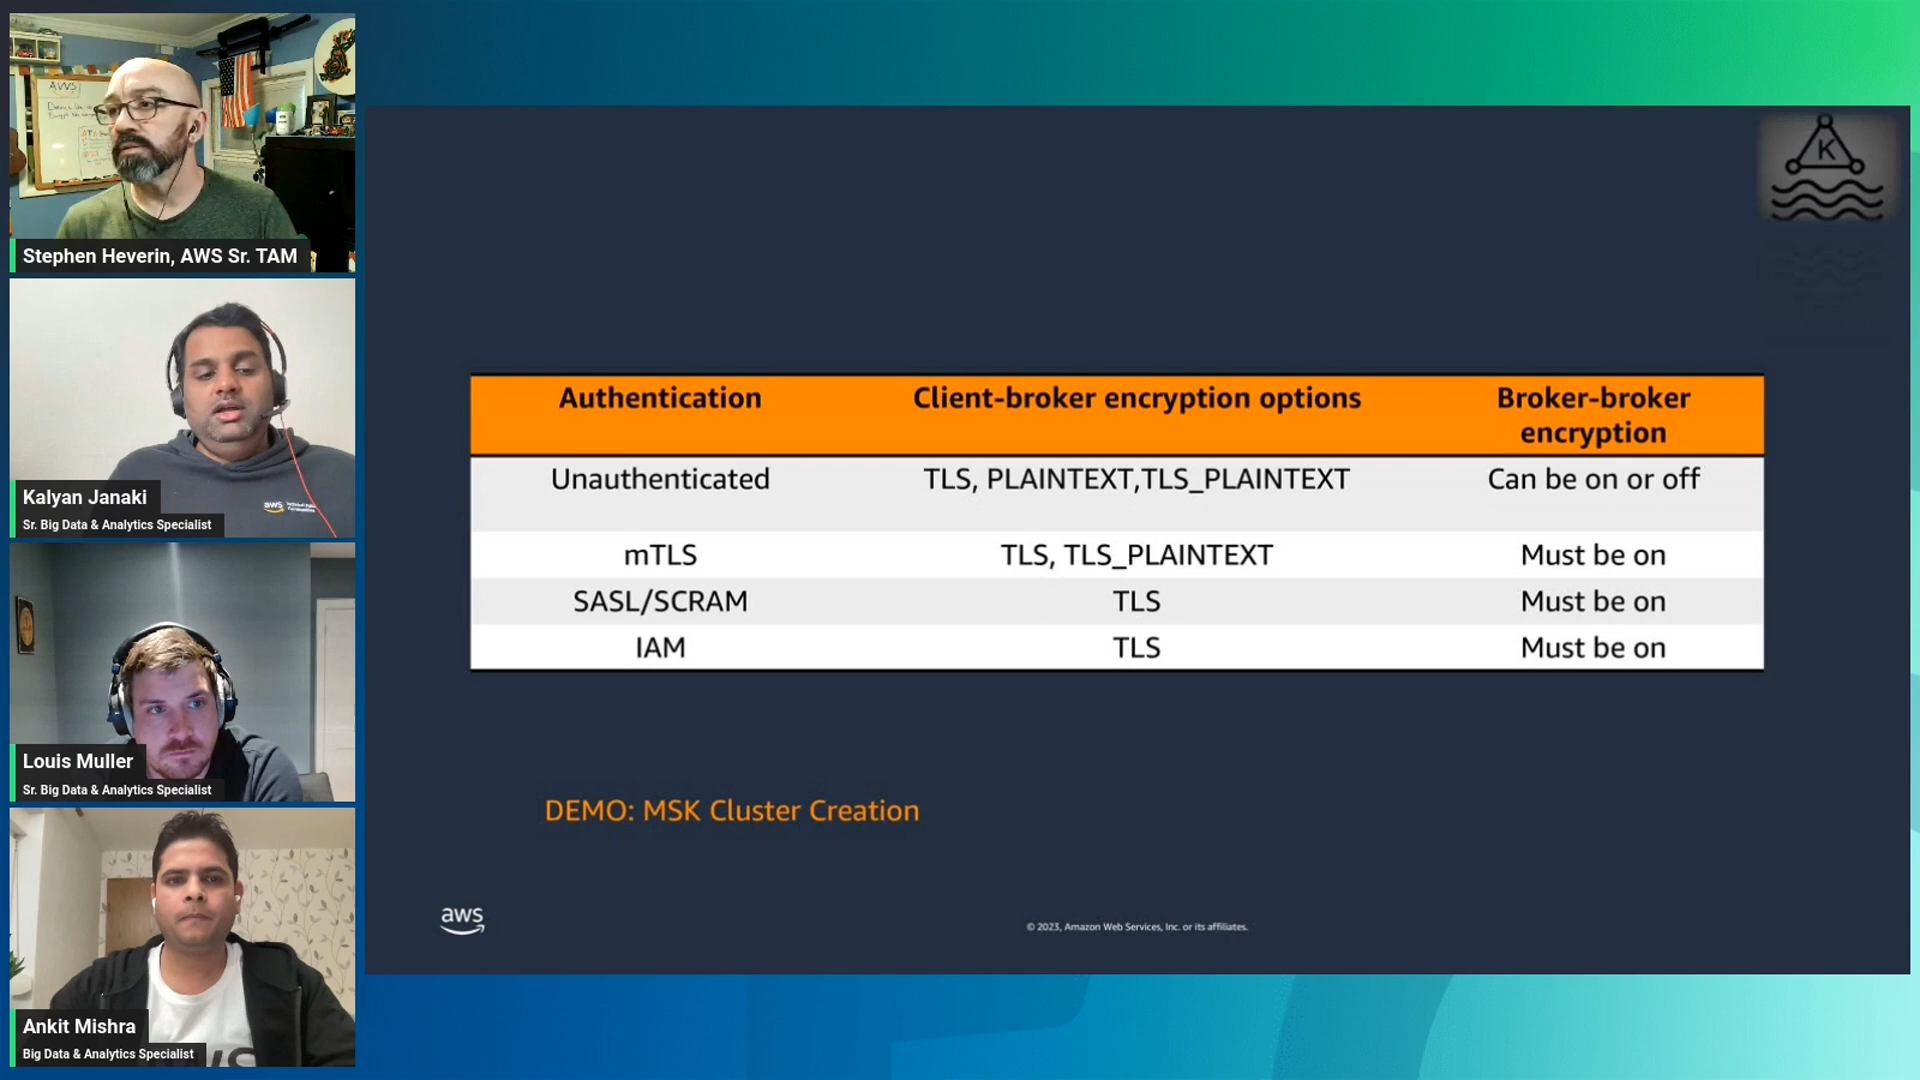 AWS
Stephen Heverin, AWS Sr. TAM
Kalyan Janaki
Sr. Big Data & Analytics Specialist
aws
Louis Muller
Sr. Big Data & Analytics Specialist
Ankit Mishra
Big Data & Analytics Specialist
K
Authentication Client-broker encryption options Broker-broker
encryption
Unauthenticated TLS, PLAINTEXT,TLS_PLAINTEXT Can be on or off
mTLS TLS, TLS_PLAINTEXT Must be on
SASL/SCRAM TLS Must be on
IAM TLS Must be on
DEMO: MSK Cluster Creation
aws
© 2023, Amazon Web Services, Inc. or its affiliates.